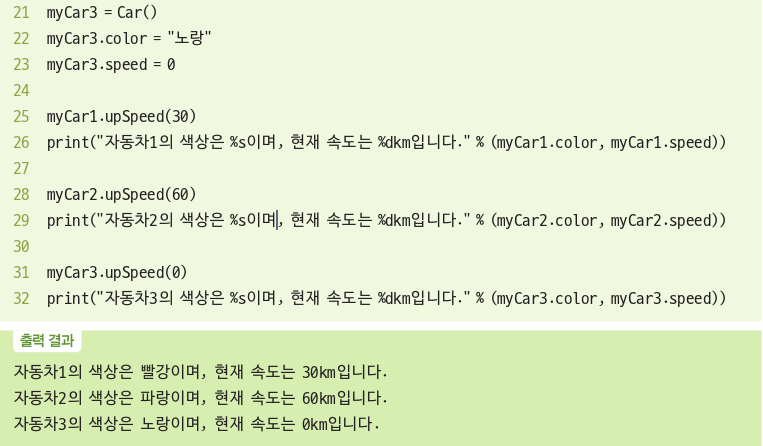 21 myCar3 = Car()
22 myCar3.color = "노랑"
23 myCar3.speed = 0
24
25 myCar1.upSpeed(30)
26 print("자동차1의 색상은 %s이며, 현재 속도는 %dkm입니다." % (myCar1.color, myCar1.speed))
27
28 myCar2.upSpeed(60)
29 print("자동차2의 색상은 %s이며, 현재 속도는 %dkm입니다." % (myCar2.color, myCar2.speed))
30
31 myCar3.upSpeed(0)
32 print("자동차3의 색상은 %s이며, 현재 속도는 %dkm입니다." % (myCar3.color, myCar3.speed))
출력 결과
자동차1의 색상은 빨강이며, 현재 속도는 30km입니다.
자동차2의 색상은 파랑이며, 현재 속도는 60km입니다.
자동차3의 색상은 노랑이며, 현재 속도는 0km입니다.